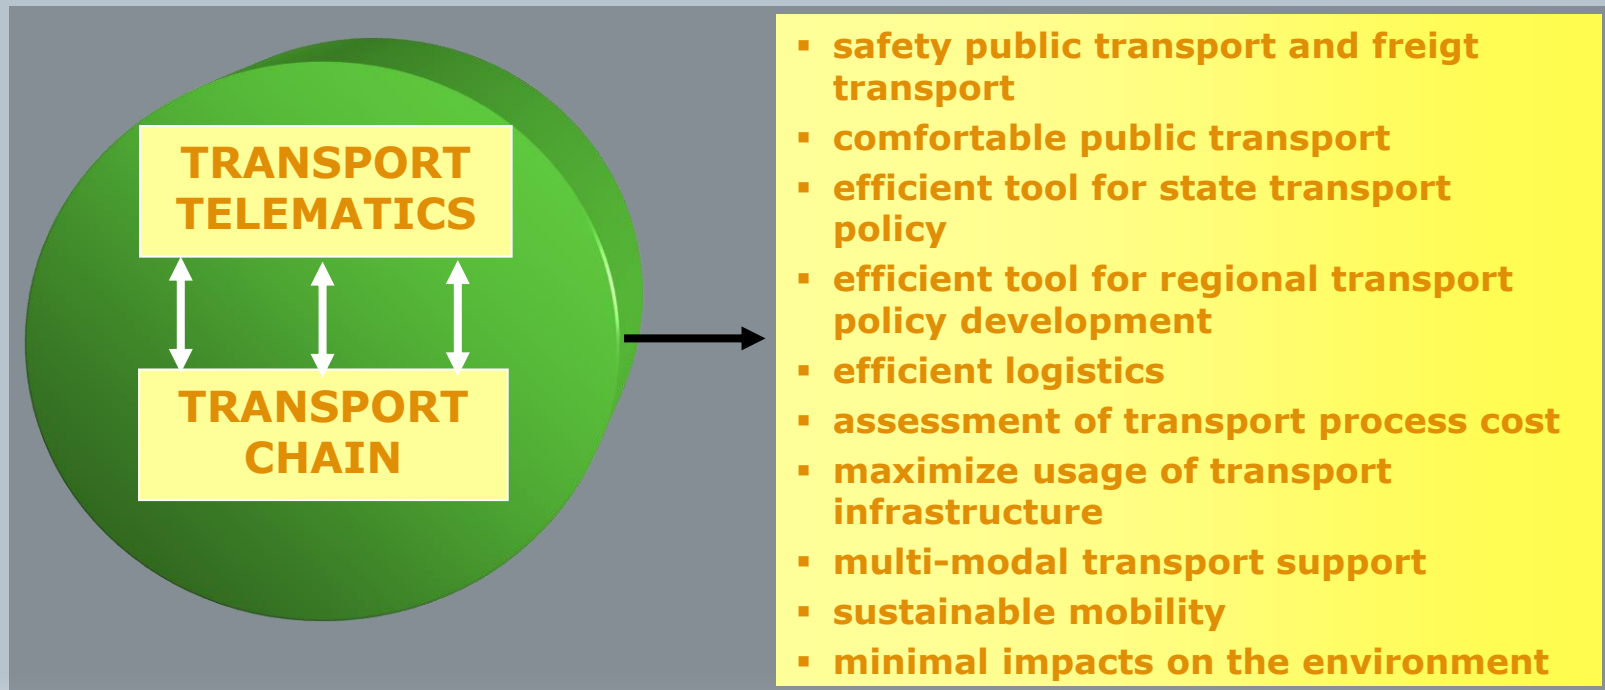 TRANSPORT
TELEMATICS
TRANSPORT
CHAIN
▪ safety public transport and freigt
transport
▪ comfortable public transport
▪ efficient tool for state transport
policy
▪ efficient tool for regional transport
policy development
▪ efficient logistics
▪ assessment of transport process cost
▪ maximize usage of transport
infrastructure
▪ multi–modal transport support
▪ sustainable mobility
▪ minimal impacts on the environment